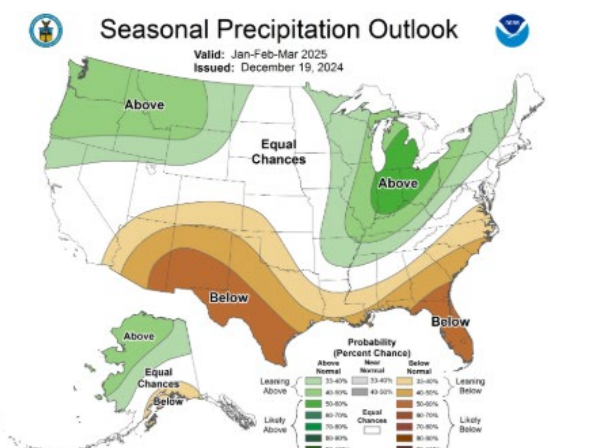 Seasonal Precipitation Outlook
NOAA
Valid: Jan-Feb-Mar 2025
Issued: December 19, 2024
Above
Equal
Chances
Above
Below
Below
Above
Equal
Chances
Below
Probability
(Percent Chance)
Above
Normal
Near
Normal
Below
Normal
Leaning
Above
33-40%
33-40%
33-40%
Leaning
Below
40-50%
40-50%
40-50%
Likely
Above
50-60%
50-60%
60-70%
60-70%
Equal
Chances
70-80%
70-80%
Likely
Below
80-90%
80-90%